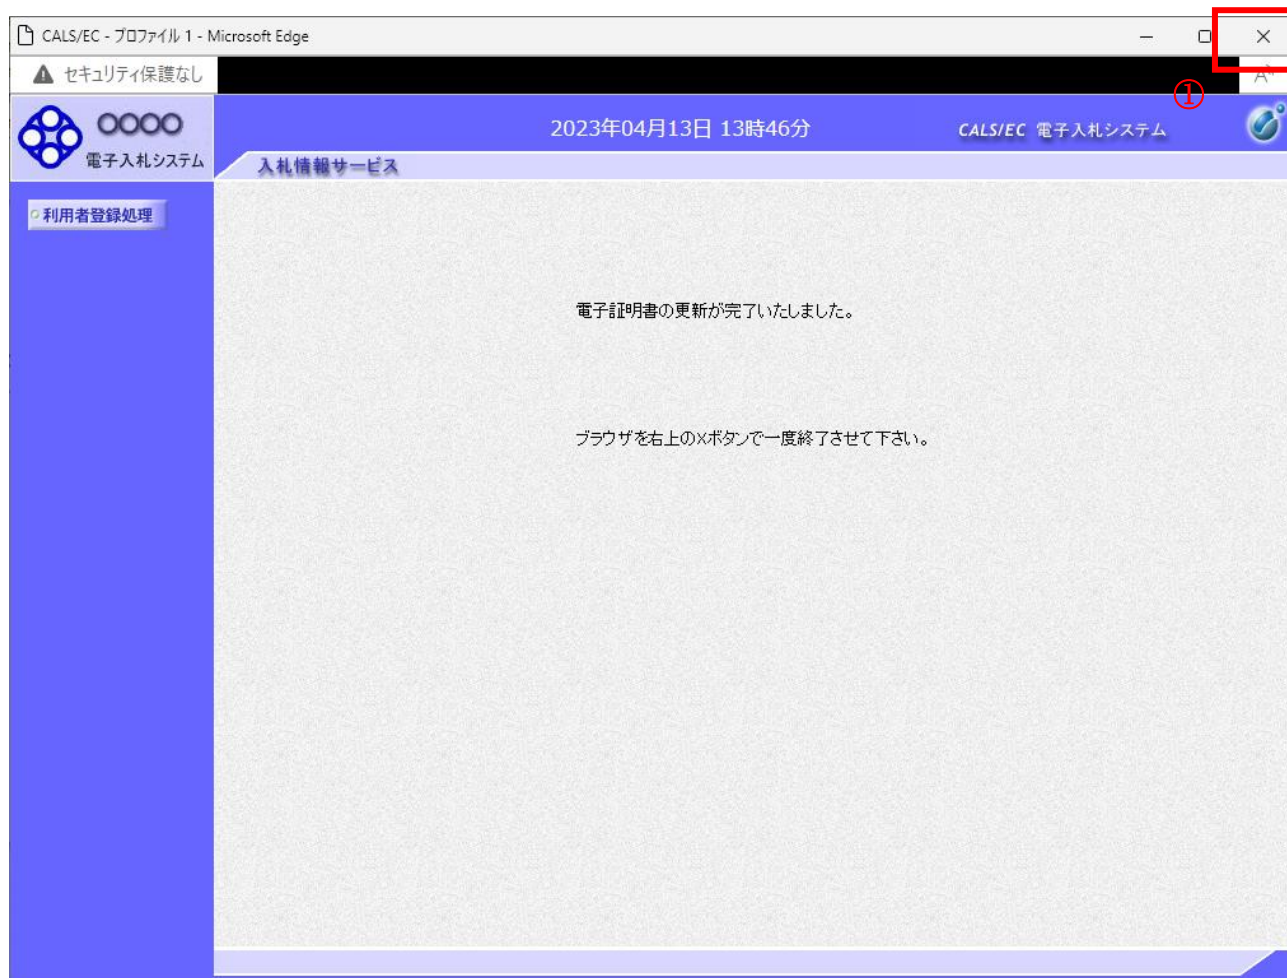 CALS/EC - プロファイル 1 - Microsoft Edge
セキュリティ保護なし
①
〇〇〇〇
電子入札システム
2023年04月13日 13時46分
CALS/EC 電子入札システム
入札情報サービス
利用者登録処理
電子証明書の更新が完了いたしました。
ブラウザを右上の×ボタンで一度終了させて下さい。